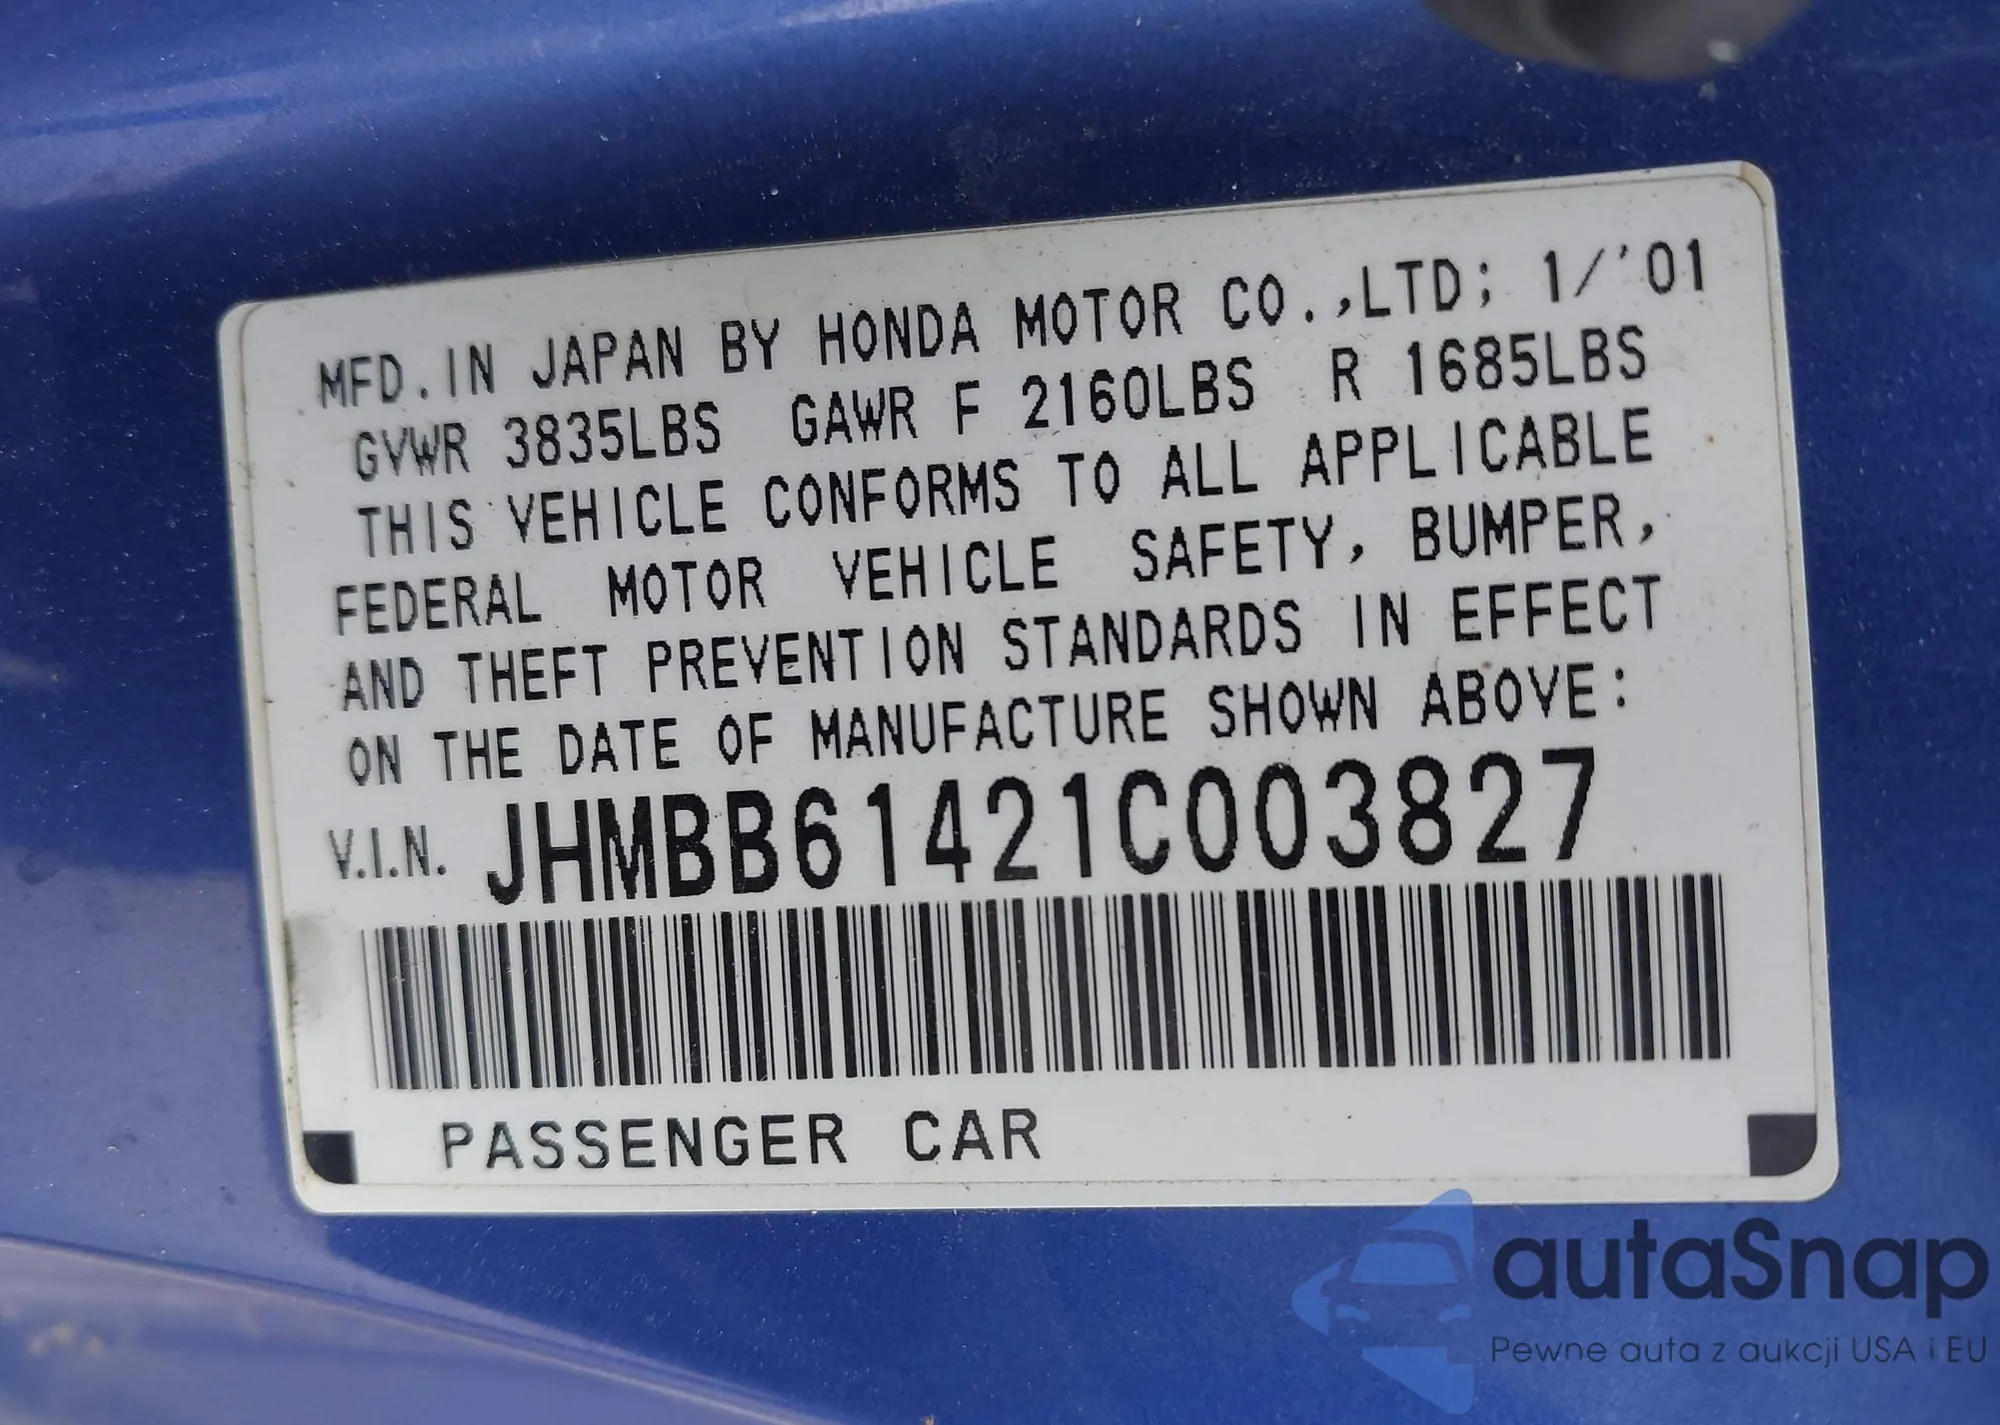 MFD.IN JAPAN BY HONDA MOTOR CO.,LTD; 1/'01
GVWR 3835LBS GAWR F 2160LBS R 1685LBS
THIS VEHICLE CONFORMS TO ALL APPLICABLE
FEDERAL MOTOR VEHICLE SAFETY, BUMPER,
AND THEFT PREVENTION STANDARDS IN EFFECT
ON THE DATE OF MANUFACTURE SHOWN ABOVE:
V.I.N. JHMBB61421C003827
PASSENGER CAR
autaSnap
Pewne auta z aukcji USA i EU